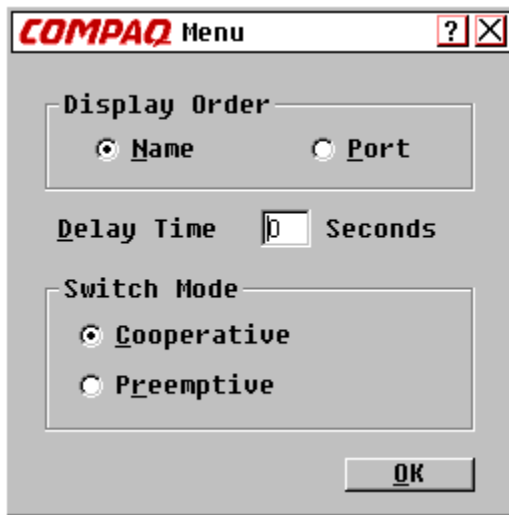 COMPAQ Menu ? X
Display Order
Name Port
Delay Time 0 Seconds
Switch Mode
Cooperative
Preemptive
OK